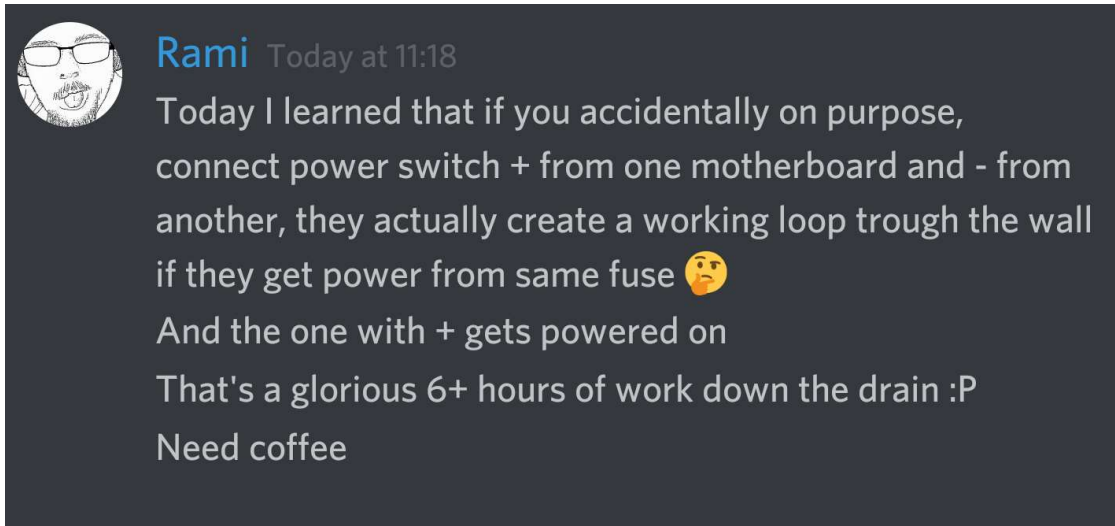 Rami Today at 11:18
Today I learned that if you accidentally on purpose,
connect power switch + from one motherboard and - from
another, they actually create a working loop trough the wall
if they get power from same fuse 🤔
And the one with + gets powered on
That's a glorious 6+ hours of work down the drain :P
Need coffee